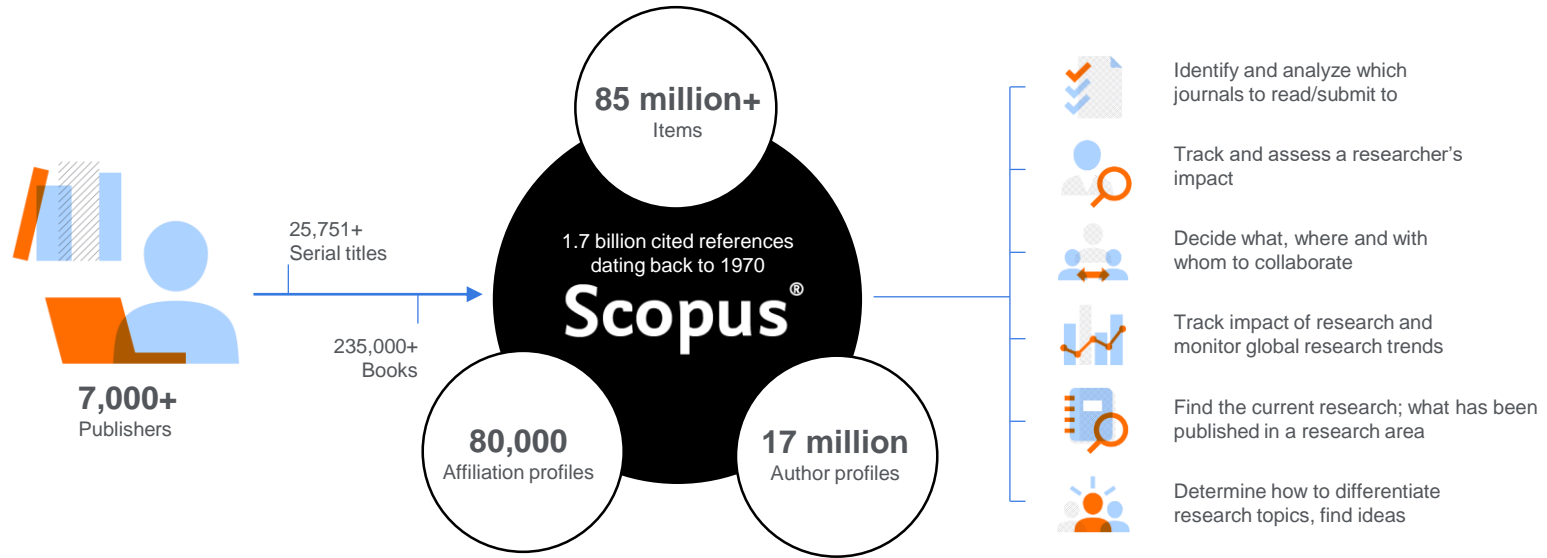 7,000+
Publishers
25,751+
Serial titles
235,000+
Books
85 million+
Items
1.7 billion cited references
dating back to 1970
Scopus®
80,000
Affiliation profiles
17 million
Author profiles
Identify and analyze which
journals to read/submit to
Track and assess a researcher’s
impact
Decide what, where and with
whom to collaborate
Track impact of research and
monitor global research trends
Find the current research; what has been
published in a research area
Determine how to differentiate
research topics, find ideas